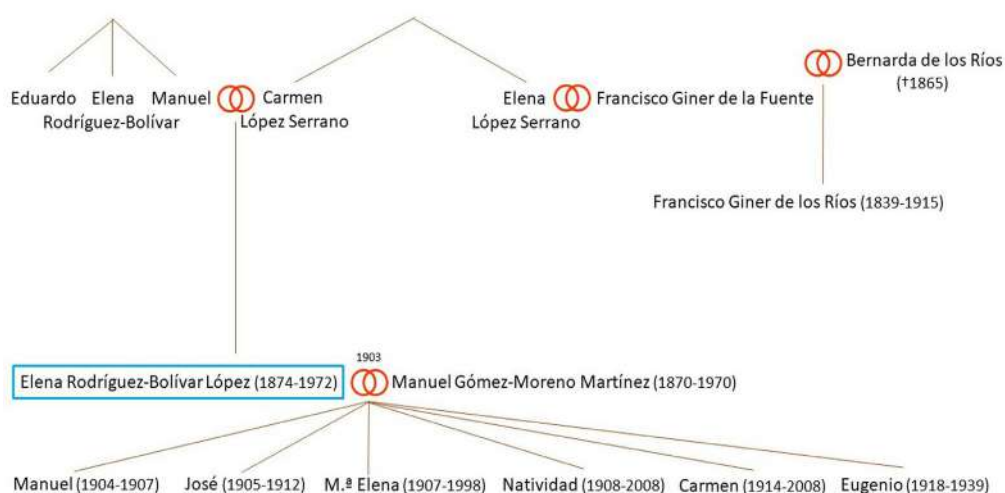 Bernarda de los Ríos
(†1865)
Eduardo Elena Manuel Carmen Elena Francisco Giner de la Fuente
Rodríguez-Bolívar López Serrano López Serrano
Francisco Giner de los Ríos (1839-1915)
1903
Elena Rodríguez-Bolívar López (1874-1972) Manuel Gómez-Moreno Martínez (1870-1970)
Manuel (1904-1907) José (1905-1912) M.ª Elena (1907-1998) Natividad (1908-2008) Carmen (1914-2008) Eugenio (1918-1939)